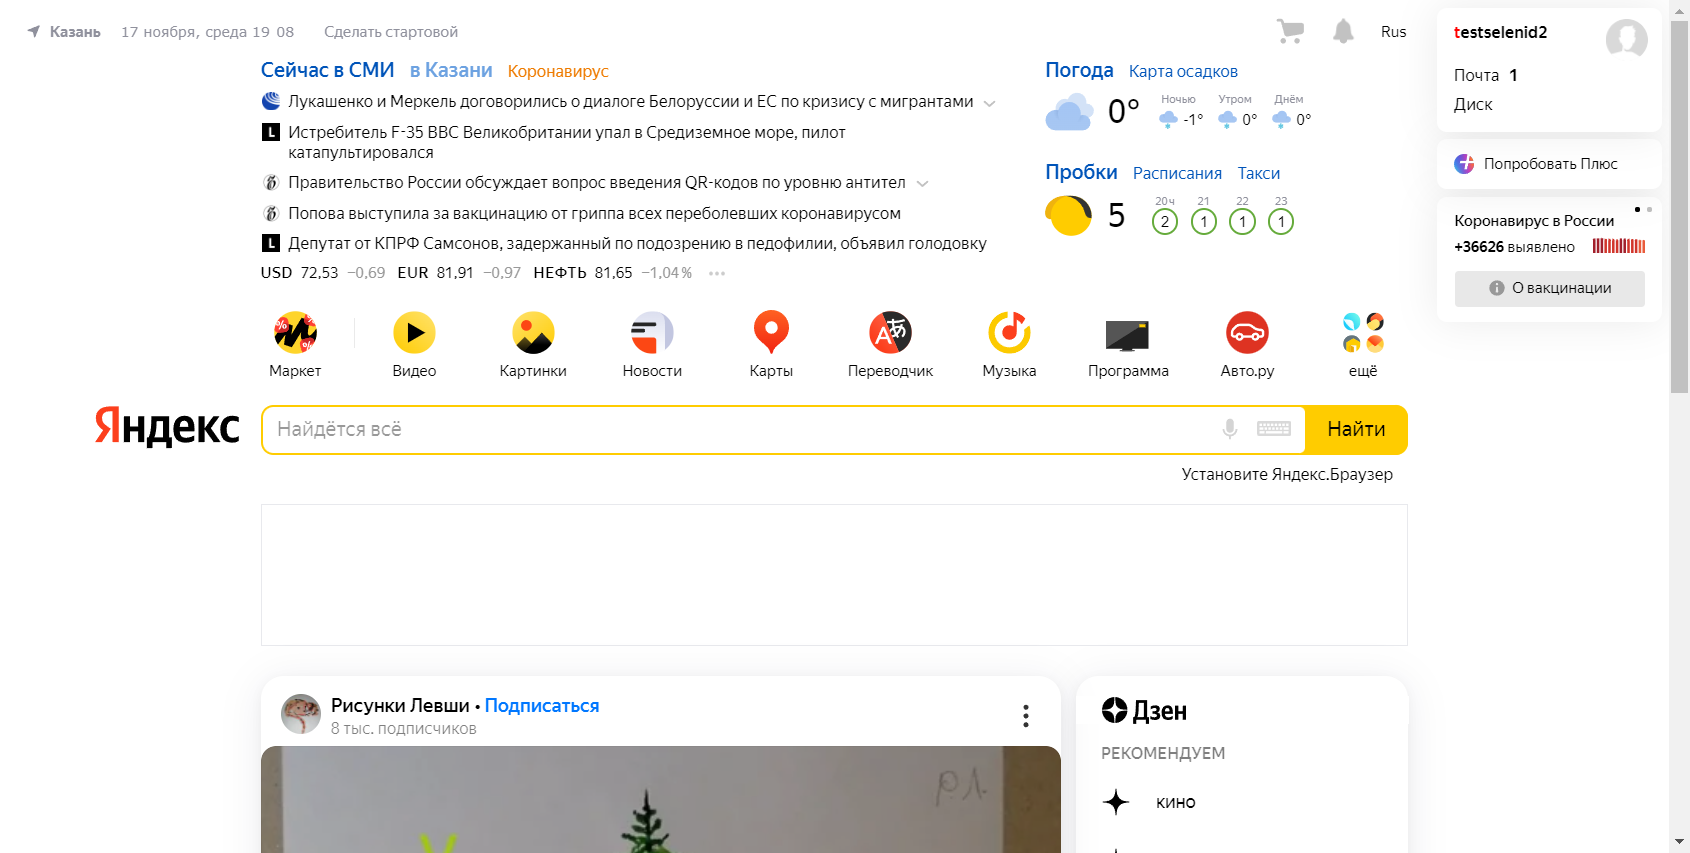 Казань 17 ноября, среда 19 08 Сделать стартовой
Rus
testselenid2
Почта 1
Диск
Попробовать Плюс
Коронавирус в России
+36626 выявлено
О вакцинации
Сейчас в СМИ в Казани Коронавирус
Лукашенко и Меркель договорились о диалоге Белоруссии и ЕС по кризису с мигрантами
Истребитель F-35 ВВС Великобритании упал в Средиземное море, пилот
катапультировался
Правительство России обсуждает вопрос введения QR-кодов по уровню антител
Попова выступила за вакцинацию от гриппа всех переболевших коронавирусом
Депутат от КПРФ Самсонов, задержанный по подозрению в педофилии, объявил голодовку
USD 72,53 −0,69 EUR 81,91 −0,97 НЕФТЬ 81,65 −1,04%
Погода Карта осадков
Ночью Утром Днём
0° -1° 0° 0°
Пробки Расписания Такси
20ч 21 22 23
5 2 1 1 1
Маркет Видео Картинки Новости Карты Переводчик Музыка Программа Авто.ру ещё
Яндекс Найдётся всё Найти
Установите Яндекс.Браузер
Рисунки Левши • Подписаться
8 тыс. подписчиков
Р.Л.
Дзен
РЕКОМЕНДУЕМ
кино